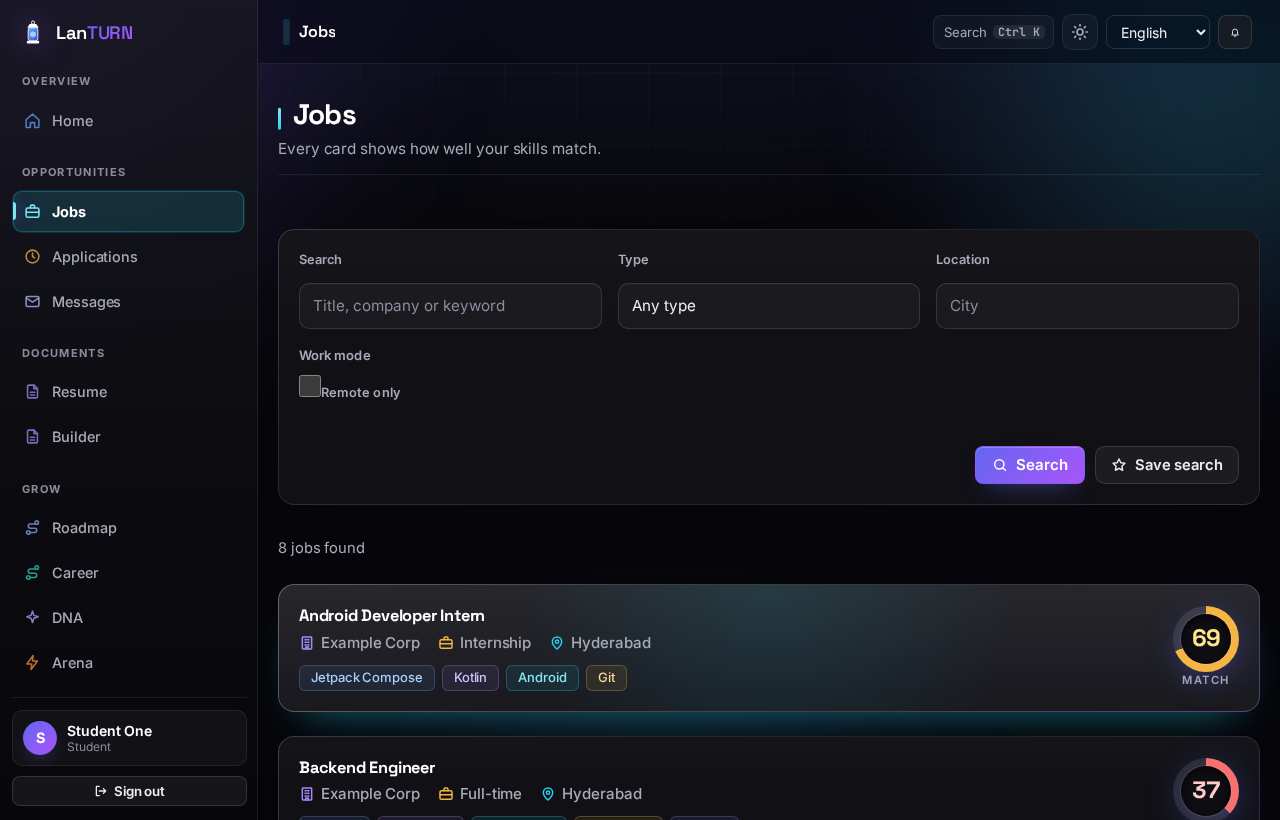 LanTURN
OVERVIEW
Home
OPPORTUNITIES
Jobs
Applications
Messages
DOCUMENTS
Resume
Builder
GROW
Roadmap
Career
DNA
Arena
S
Student One
Student
Sign out
Jobs
Search Ctrl K
English
Jobs
Every card shows how well your skills match.
Search
Type
Location
Title, company or keyword
Any type
City
Work mode
Remote only
Search
Save search
8 jobs found
Android Developer Intern
Example Corp Internship Hyderabad
Jetpack Compose Kotlin Android Git
69
MATCH
Backend Engineer
Example Corp Full-time Hyderabad
37